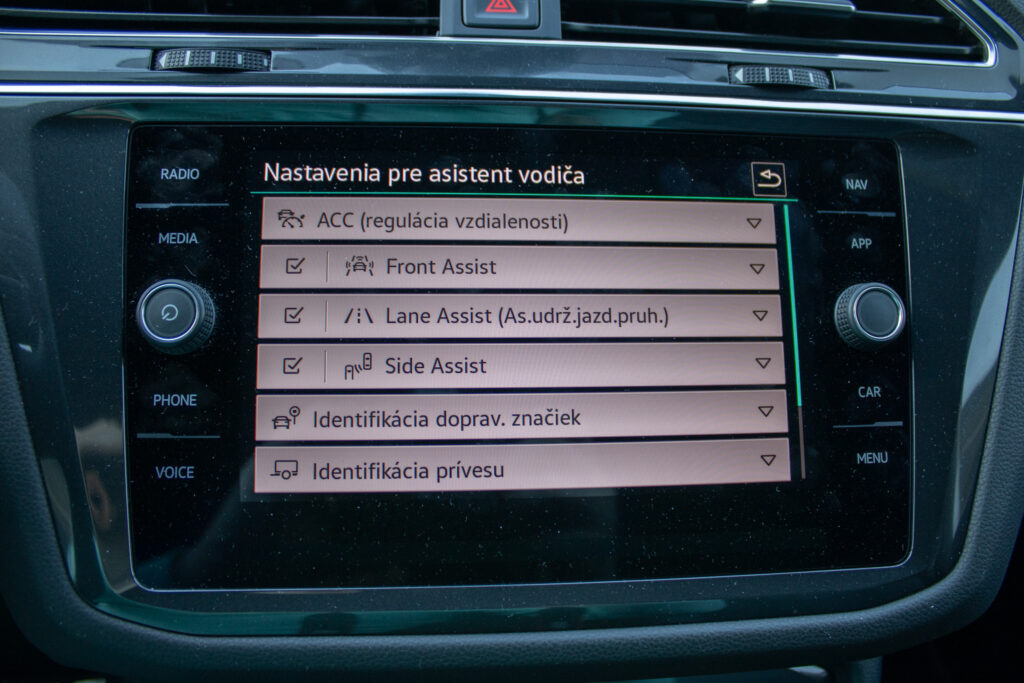 RADIO
MEDIA
PHONE
VOICE
Nastavenia pre asistent vodiča
ACC (regulácia vzdialenosti)
Front Assist
Lane Assist (As.udrž.jazd.pruh.)
Side Assist
Identifikácia doprav. značiek
Identifikácia prívesu
NAV
APP
CAR
MENU